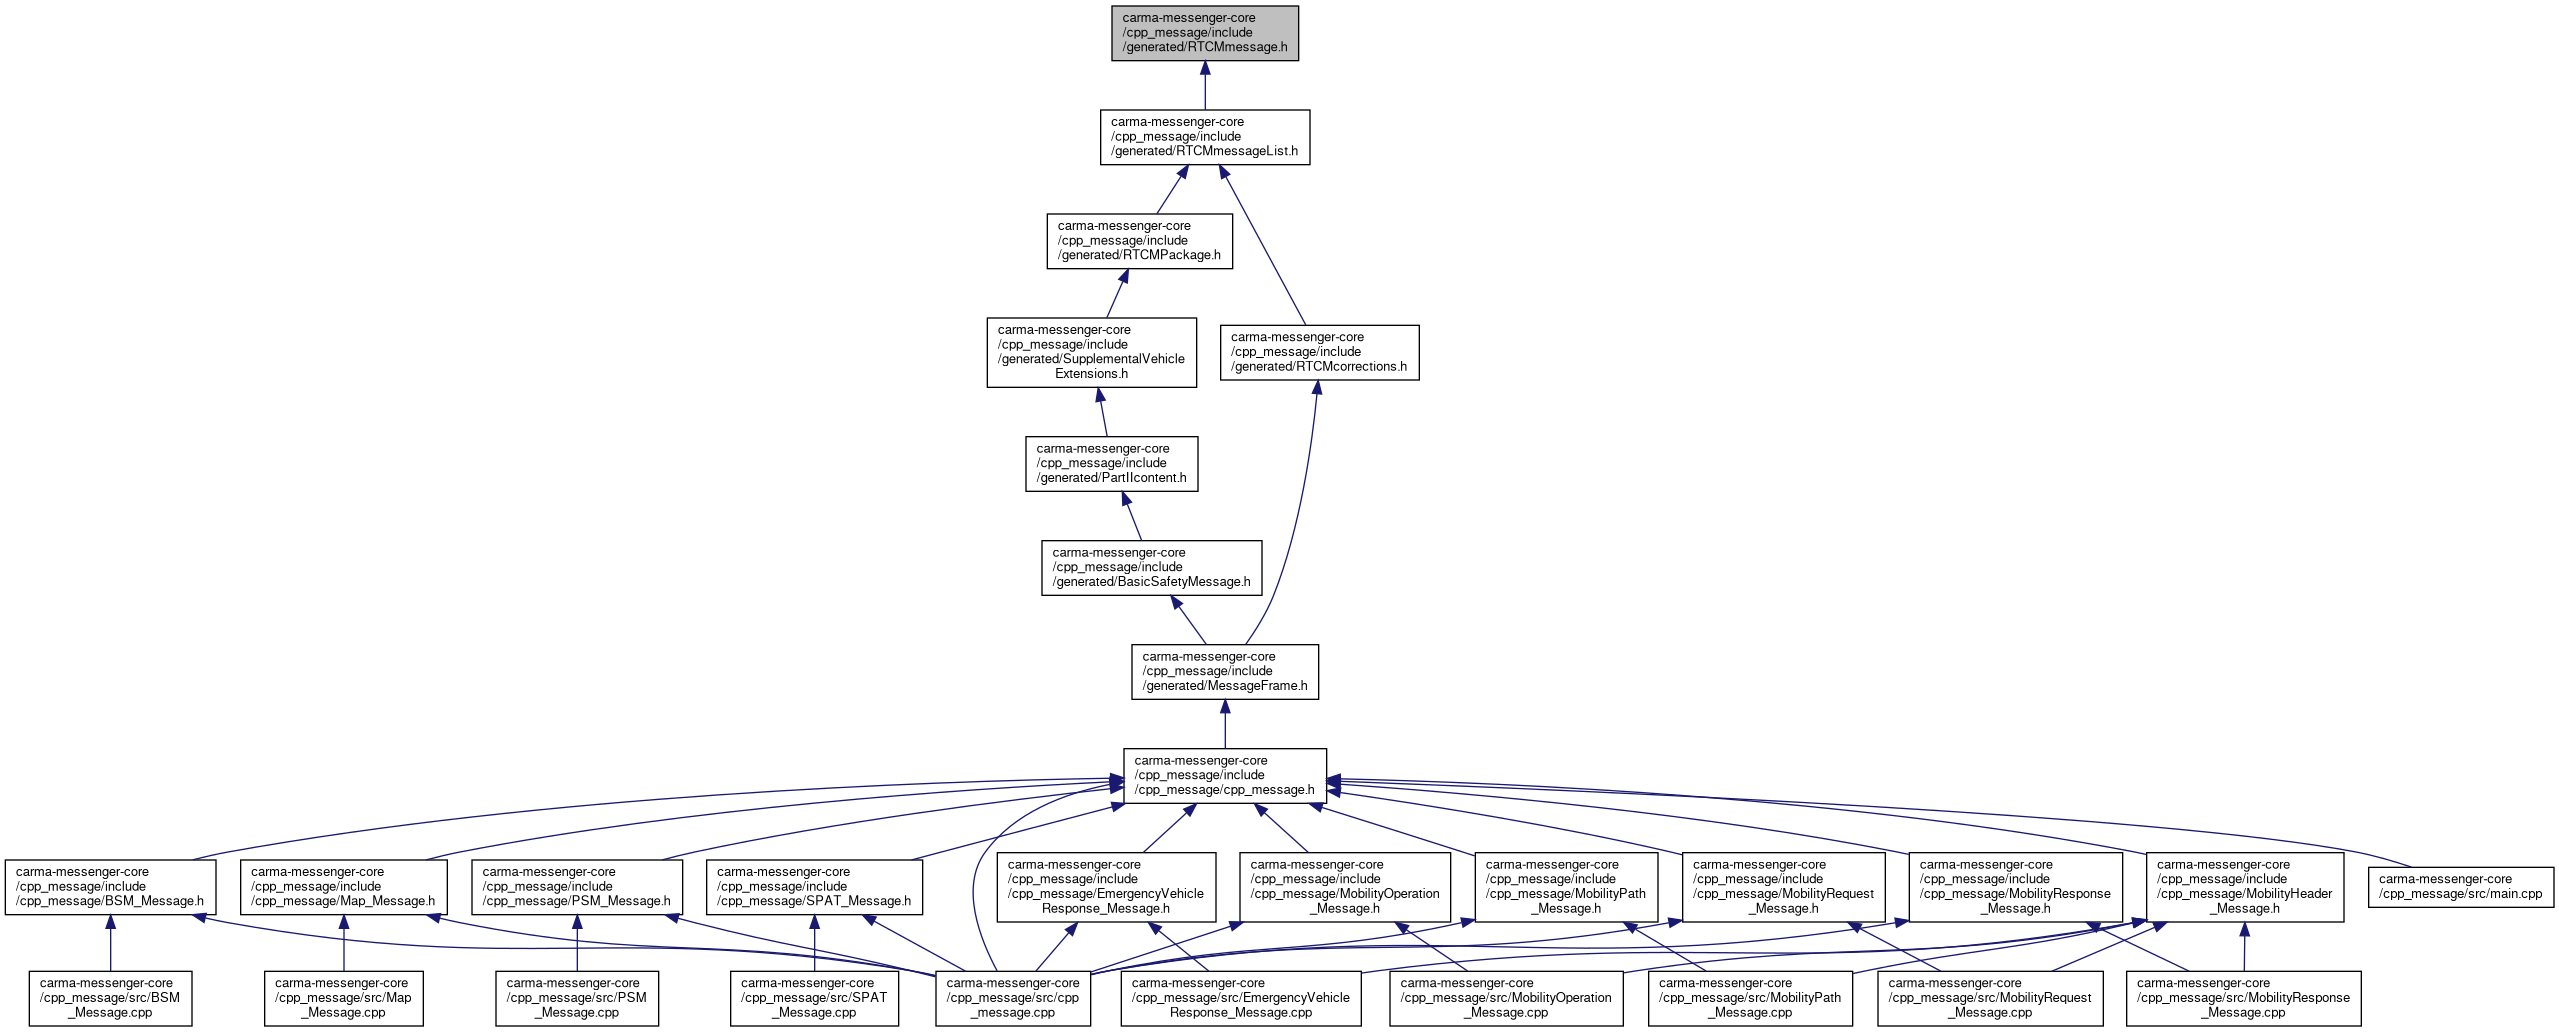 carma-messenger-core
/cpp_message/include
/generated/RTCMmessage.h
carma-messenger-core
/cpp_message/include
/generated/RTCMmessageList.h
carma-messenger-core
/cpp_message/include
/generated/RTCMPackage.h
carma-messenger-core
/cpp_message/include
/generated/SupplementalVehicle
Extensions.h
carma-messenger-core
/cpp_message/include
/generated/RTCMcorrections.h
carma-messenger-core
/cpp_message/include
/generated/PartIIcontent.h
carma-messenger-core
/cpp_message/include
/generated/BasicSafetyMessage.h
carma-messenger-core
/cpp_message/include
/generated/MessageFrame.h
carma-messenger-core
/cpp_message/include
/cpp_message/cpp_message.h
carma-messenger-core
/cpp_message/include
/cpp_message/BSM_Message.h
carma-messenger-core
/cpp_message/include
/cpp_message/Map_Message.h
carma-messenger-core
/cpp_message/include
/cpp_message/PSM_Message.h
carma-messenger-core
/cpp_message/include
/cpp_message/SPAT_Message.h
carma-messenger-core
/cpp_message/include
/cpp_message/EmergencyVehicle
Response_Message.h
carma-messenger-core
/cpp_message/include
/cpp_message/MobilityOperation
_Message.h
carma-messenger-core
/cpp_message/include
/cpp_message/MobilityPath
_Message.h
carma-messenger-core
/cpp_message/include
/cpp_message/MobilityRequest
_Message.h
carma-messenger-core
/cpp_message/include
/cpp_message/MobilityResponse
_Message.h
carma-messenger-core
/cpp_message/include
/cpp_message/MobilityHeader
_Message.h
carma-messenger-core
/cpp_message/src/main.cpp
carma-messenger-core
/cpp_message/src/BSM
_Message.cpp
carma-messenger-core
/cpp_message/src/Map
_Message.cpp
carma-messenger-core
/cpp_message/src/PSM
_Message.cpp
carma-messenger-core
/cpp_message/src/SPAT
_Message.cpp
carma-messenger-core
/cpp_message/src/cpp
_message.cpp
carma-messenger-core
/cpp_message/src/EmergencyVehicle
Response_Message.cpp
carma-messenger-core
/cpp_message/src/MobilityOperation
_Message.cpp
carma-messenger-core
/cpp_message/src/MobilityPath
_Message.cpp
carma-messenger-core
/cpp_message/src/MobilityRequest
_Message.cpp
carma-messenger-core
/cpp_message/src/MobilityResponse
_Message.cpp